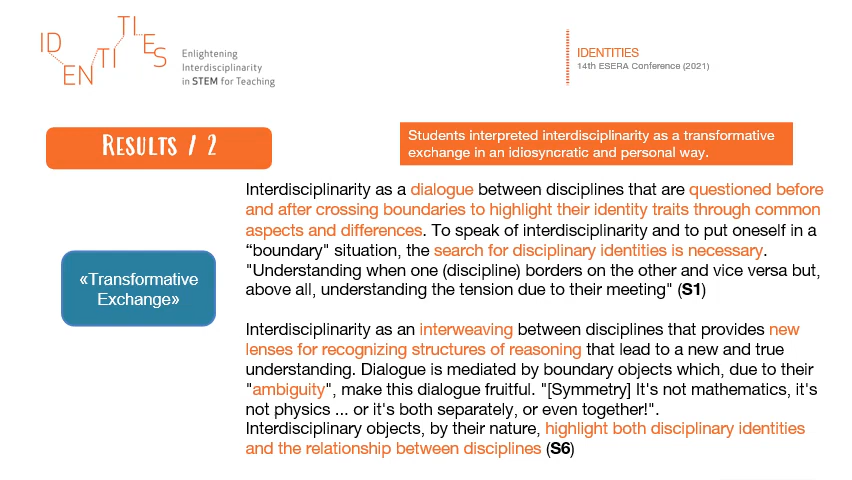 IDENTITIES
Enlightening
Interdisciplinarity
in STEM for Teaching
IDENTITIES
14th ESERA Conference (2021)
RESULTS / 2
Students interpreted interdisciplinarity as a transformative
exchange in an idiosyncratic and personal way.
Interdisciplinarity as a dialogue between disciplines that are questioned before
and after crossing boundaries to highlight their identity traits through common
aspects and differences. To speak of interdisciplinarity and to put oneself in a
“boundary" situation, the search for disciplinary identities is necessary.
"Understanding when one (discipline) borders on the other and vice versa but,
above all, understanding the tension due to their meeting" (S1)
«Transformative
Exchange»
Interdisciplinarity as an interweaving between disciplines that provides new
lenses for recognizing structures of reasoning that lead to a new and true
understanding. Dialogue is mediated by boundary objects which, due to their
"ambiguity", make this dialogue fruitful. "[Symmetry] It's not mathematics, it's
not physics ... or it's both separately, or even together!".
Interdisciplinary objects, by their nature, highlight both disciplinary identities
and the relationship between disciplines (S6)